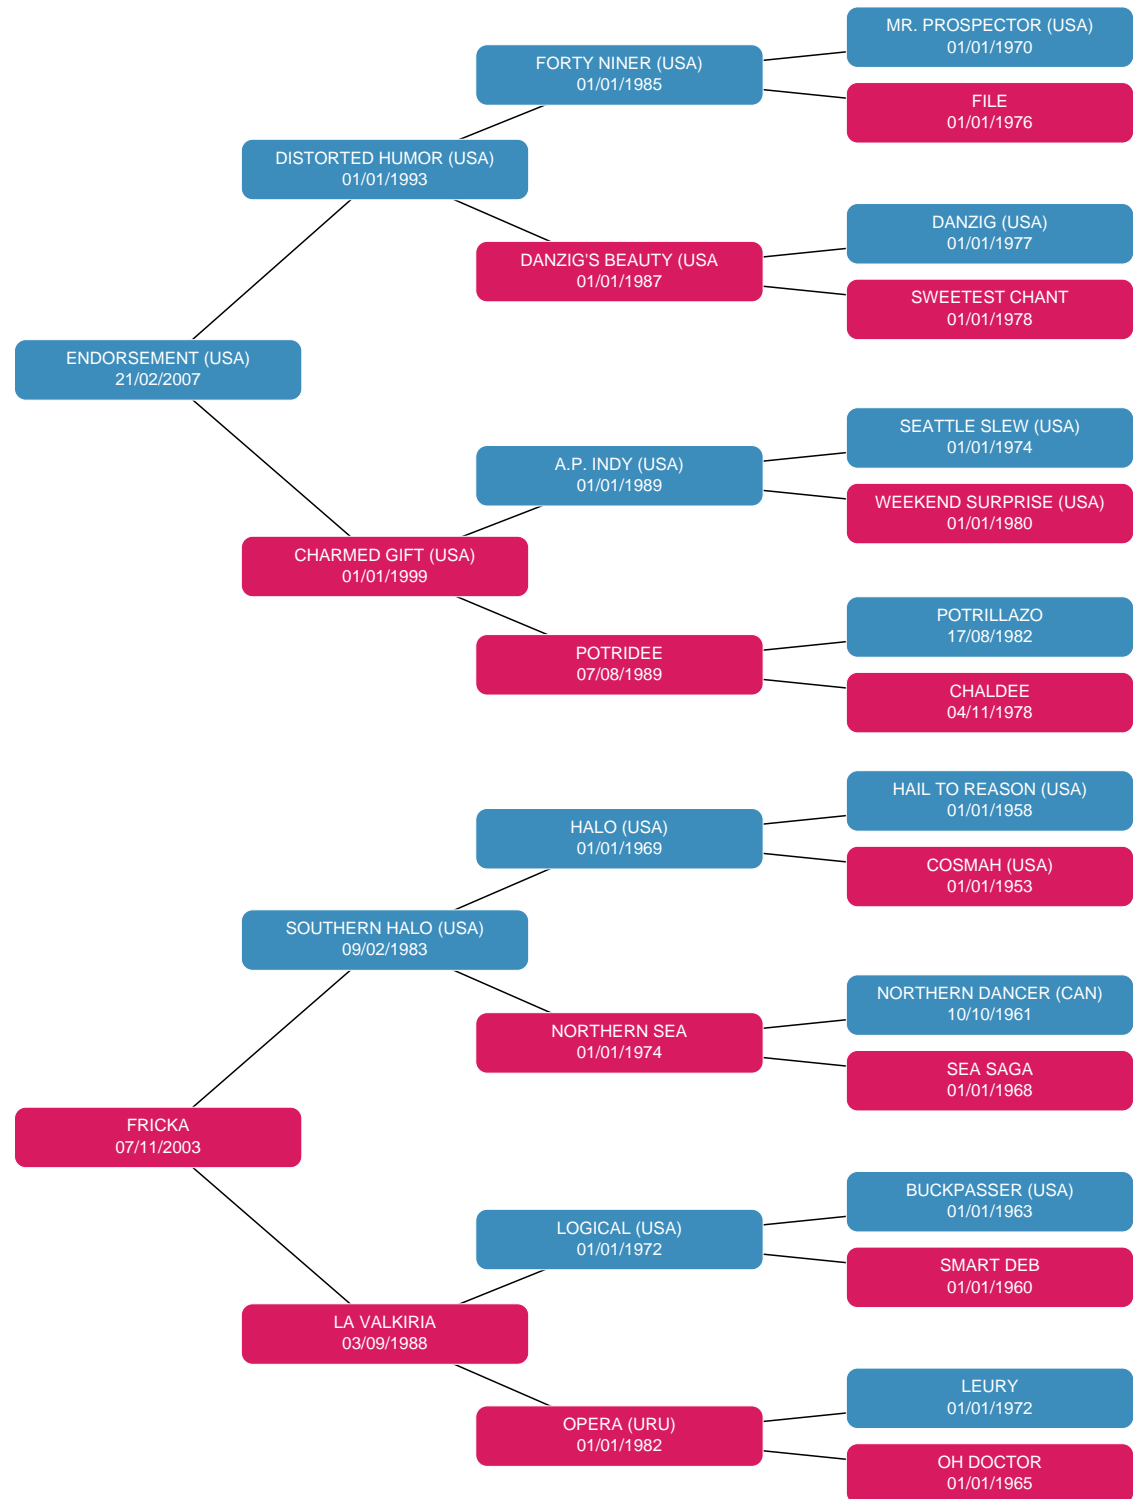 MR. PROSPECTOR (USA)
01/01/1970
FORTY NINER (USA)
01/01/1985
FILE
01/01/1976
DISTORTED HUMOR (USA)
01/01/1993
DANZIG (USA)
01/01/1977
DANZIG'S BEAUTY (USA
01/01/1987
SWEETEST CHANT
01/01/1978
ENDORSEMENT (USA)
21/02/2007
SEATTLE SLEW (USA)
01/01/1974
A.P. INDY (USA)
01/01/1989
WEEKEND SURPRISE (USA)
01/01/1980
CHARMED GIFT (USA)
01/01/1999
POTRILLAZO
17/08/1982
POTRIDEE
07/08/1989
CHALDEE
04/11/1978
HAIL TO REASON (USA)
01/01/1958
HALO (USA)
01/01/1969
COSMAH (USA)
01/01/1953
SOUTHERN HALO (USA)
09/02/1983
NORTHERN DANCER (CAN)
10/10/1961
NORTHERN SEA
01/01/1974
SEA SAGA
01/01/1968
FRICKA
07/11/2003
BUCKPASSER (USA)
01/01/1963
LOGICAL (USA)
01/01/1972
SMART DEB
01/01/1960
LA VALKIRIA
03/09/1988
LEURY
01/01/1972
OPERA (URU)
01/01/1982
OH DOCTOR
01/01/1965